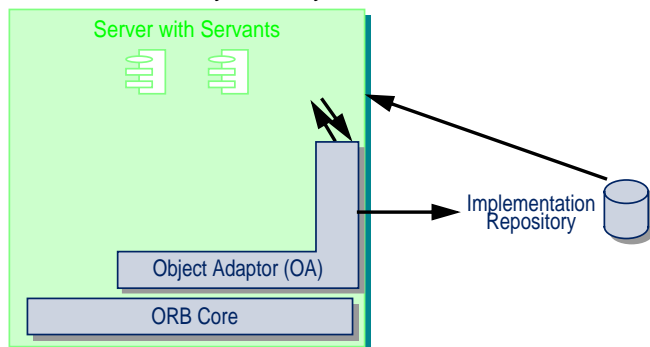 Server with Servants
Implementation
Repository
Object Adaptor (OA)
ORB Core